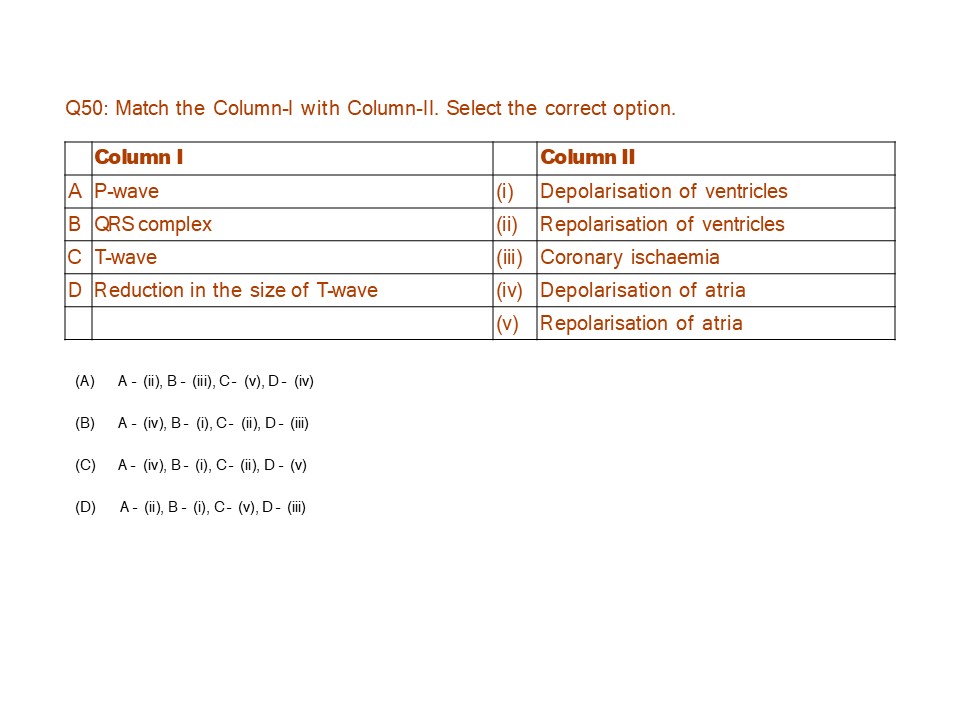 Q50: Match the Column-I with Column-II. Select the correct option.
Column I Column II
A P-wave (i) Depolarisation of ventricles
B QRS complex (ii) Repolarisation of ventricles
C T-wave (iii) Coronary ischaemia
D Reduction in the size of T-wave (iv) Depolarisation of atria
(v) Repolarisation of atria
(A) A - (ii), B - (iii), C - (v), D - (iv)
(B) A - (iv), B - (i), C - (ii), D - (iii)
(C) A - (iv), B - (i), C - (ii), D - (v)
(D) A - (ii), B - (i), C - (v), D - (iii)